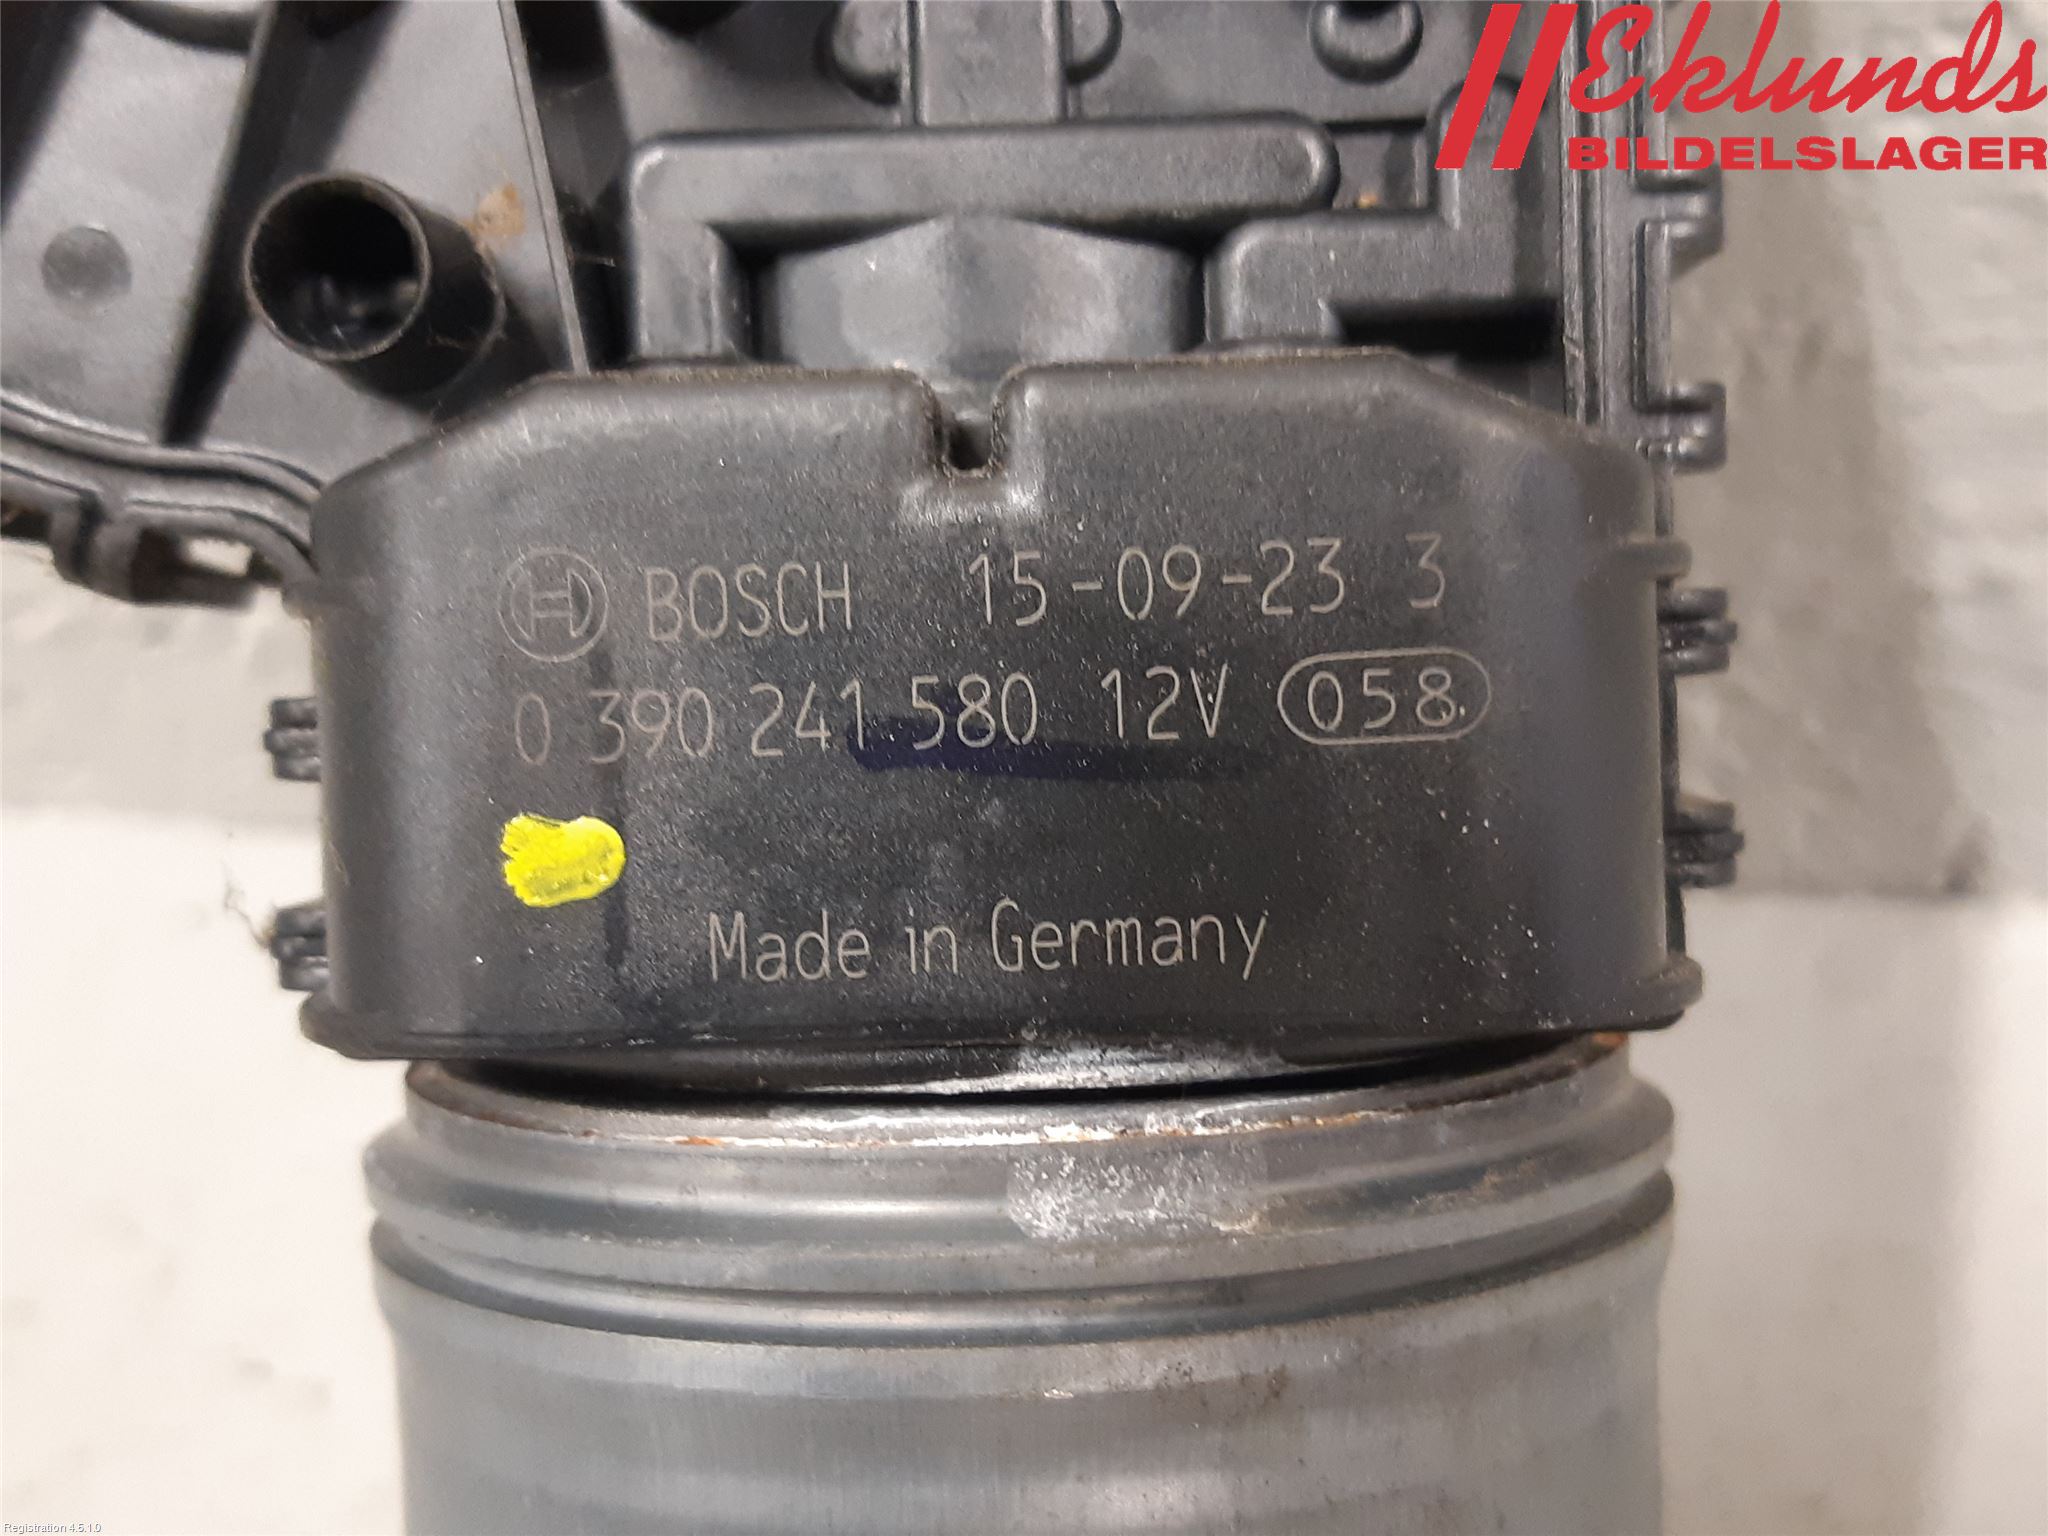 Eklunds
BILDELSLAGER
BOSCH 15-09-23 3
0 390 241 580 12V 058
Made in Germany
Registration 4.5.1.0